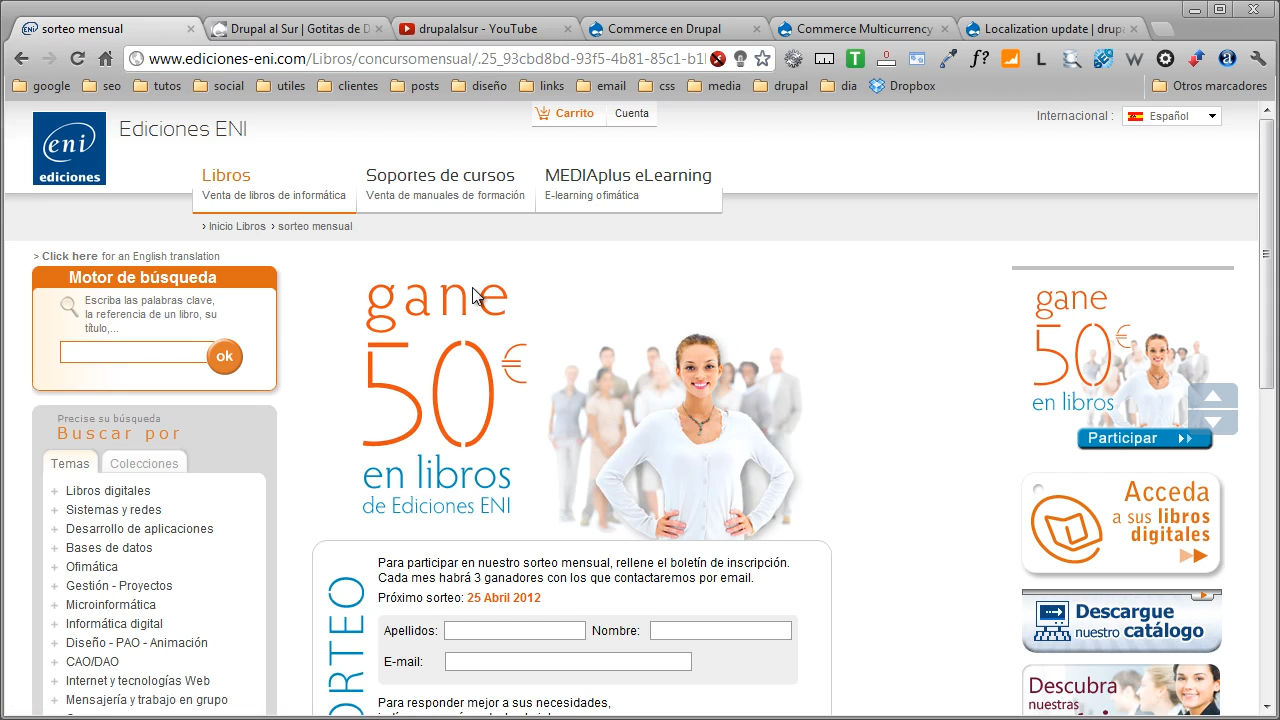 sorteo mensual
Drupal al Sur | Gotitas de D
drupalalsur - YouTube
Commerce en Drupal
Commerce Multicurrency
Localization update | drupa
www.ediciones-eni.com/libros/concursomensual/.25_93cbd8bd-93f5-4b81-85c1-b1
google
seo
tutos
social
utiles
clientes
posts
diseño
links
email
css
media
drupal
dia
Dropbox
Otros marcadores
eni
ediciones
Ediciones ENI
Carrito
Cuenta
Internacional :
Español
Libros
Venta de libros de informática
Soportes de cursos
Venta de manuales de formación
MEDIAplus eLearning
E-learning ofimática
› Inicio Libros › sorteo mensual
> Click here for an English translation
Motor de búsqueda
Escriba las palabras clave,
la referencia de un libro, su
título,...
ok
Precise su búsqueda
Buscar por
Temas
Colecciones
Libros digitales
Sistemas y redes
Desarrollo de aplicaciones
Bases de datos
Ofimática
Gestión - Proyectos
Microinformática
Informática digital
Diseño - PAO - Animación
CAO/DAO
Internet y tecnologías Web
Mensajería y trabajo en grupo
gane
50€
en libros
de Ediciones ENI
SORTEO
Para participar en nuestro sorteo mensual, rellene el boletín de inscripción.
Cada mes habrá 3 ganadores con los que contactaremos por email.
Próximo sorteo: 25 Abril 2012
Apellidos:
Nombre:
E-mail:
Para responder mejor a sus necesidades,
gane
50€
en libros
Participar
Acceda
a sus libros
digitales
Descargue
nuestro catálogo
Descubra
nuestras